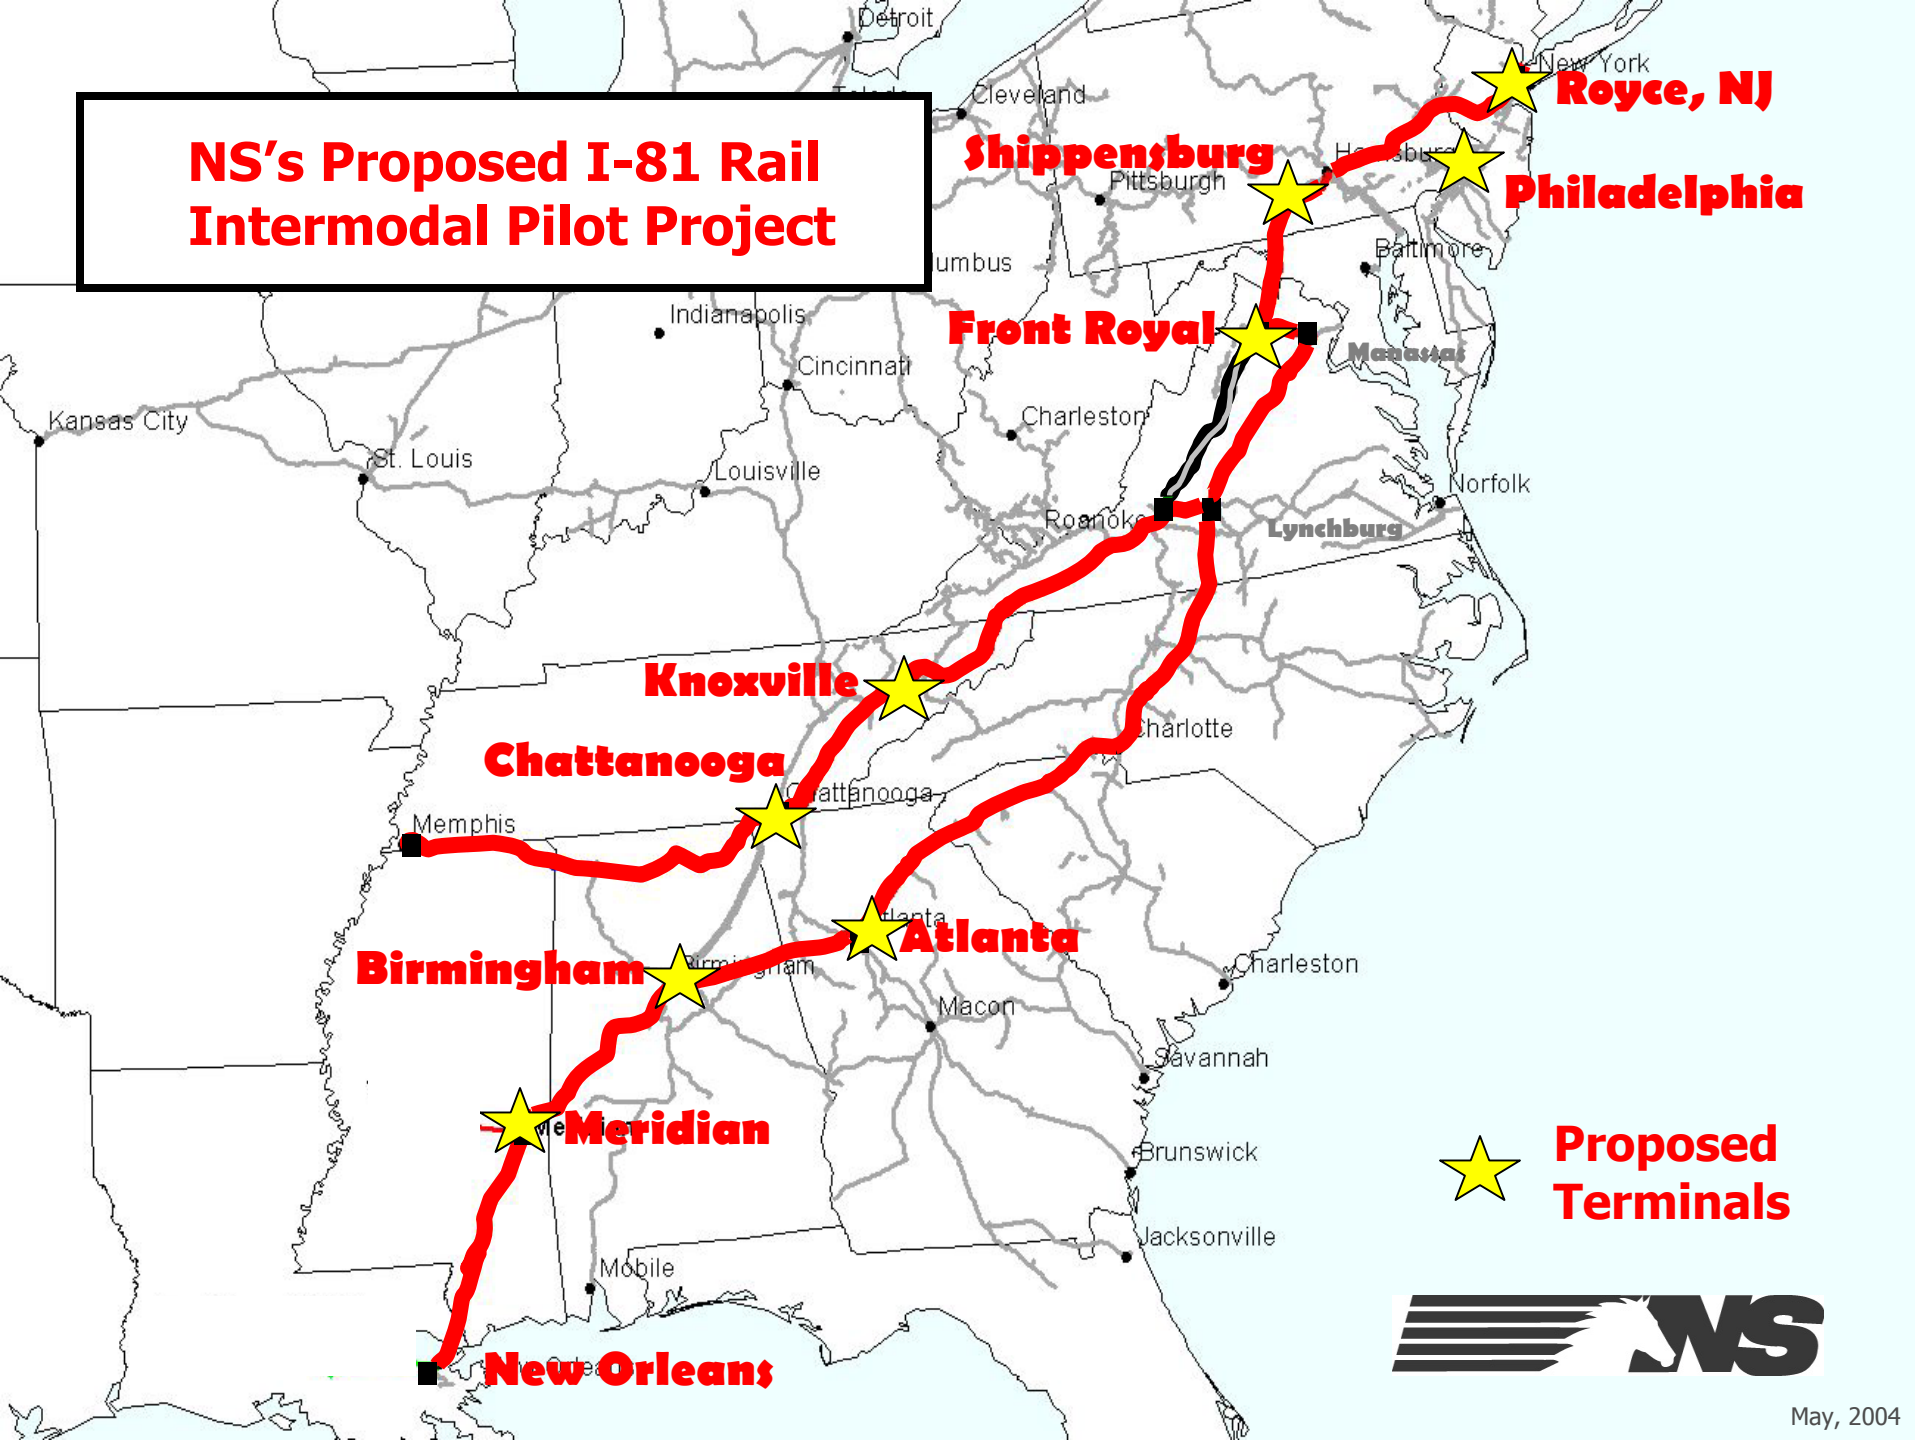 Detroit
New York
Royce, NJ
Cleveland
NS's Proposed I-81 Rail
Intermodal Pilot Project
Shippensburg
Pittsburgh
Philadelphia
Baltimore
Indianapolis
Front Royal
Manassas
Cincinnati
Charleston
Kansas City
St. Louis
Louisville
Norfolk
Roanoke
Lynchburg
Knoxville
Charlotte
Chattanooga
Memphis
Atlanta
Birmingham
Charleston
Macon
Savannah
Meridian
Brunswick
Proposed
Terminals
Jacksonville
Mobile
New Orleans
NS
May, 2004